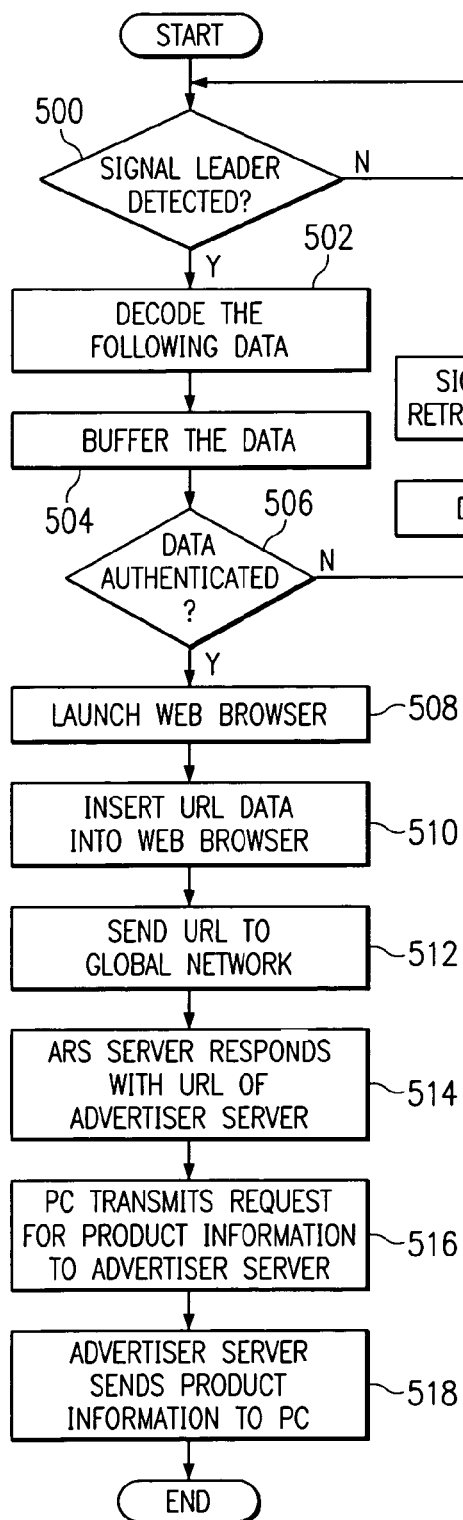 START
500
SIGNAL LEADER
DETECTED?
N
Y
502
DECODE THE
FOLLOWING DATA
BUFFER THE DATA
504
506
DATA
AUTHENTICATED
?
N
Y
LAUNCH WEB BROWSER
508
INSERT URL DATA
INTO WEB BROWSER
510
SEND URL TO
GLOBAL NETWORK
512
ARS SERVER RESPONDS
WITH URL OF
ADVERTISER SERVER
514
PC TRANSMITS REQUEST
FOR PRODUCT INFORMATION
TO ADVERTISER SERVER
516
ADVERTISER SERVER
SENDS PRODUCT
INFORMATION TO PC
518
END